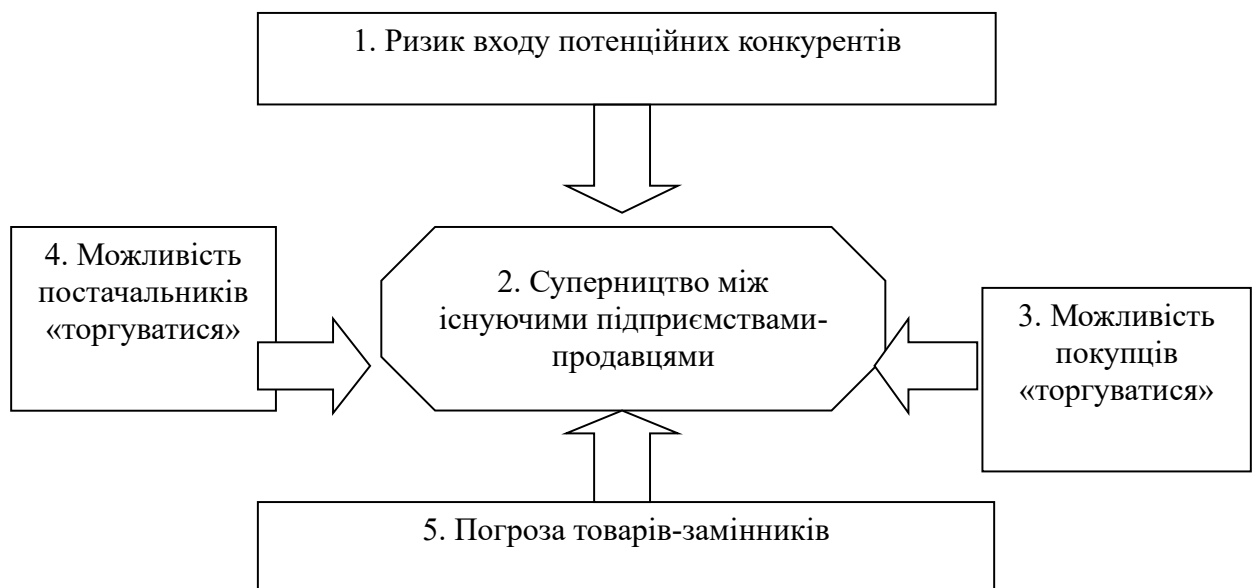 1. Ризик входу потенційних конкурентів
4. Можливість
постачальників
«торгуватися»
2. Суперництво між
існуючими підприємствами-
продавцями
3. Можливість
покупців
«торгуватися»
5. Погроза товарів-замінників